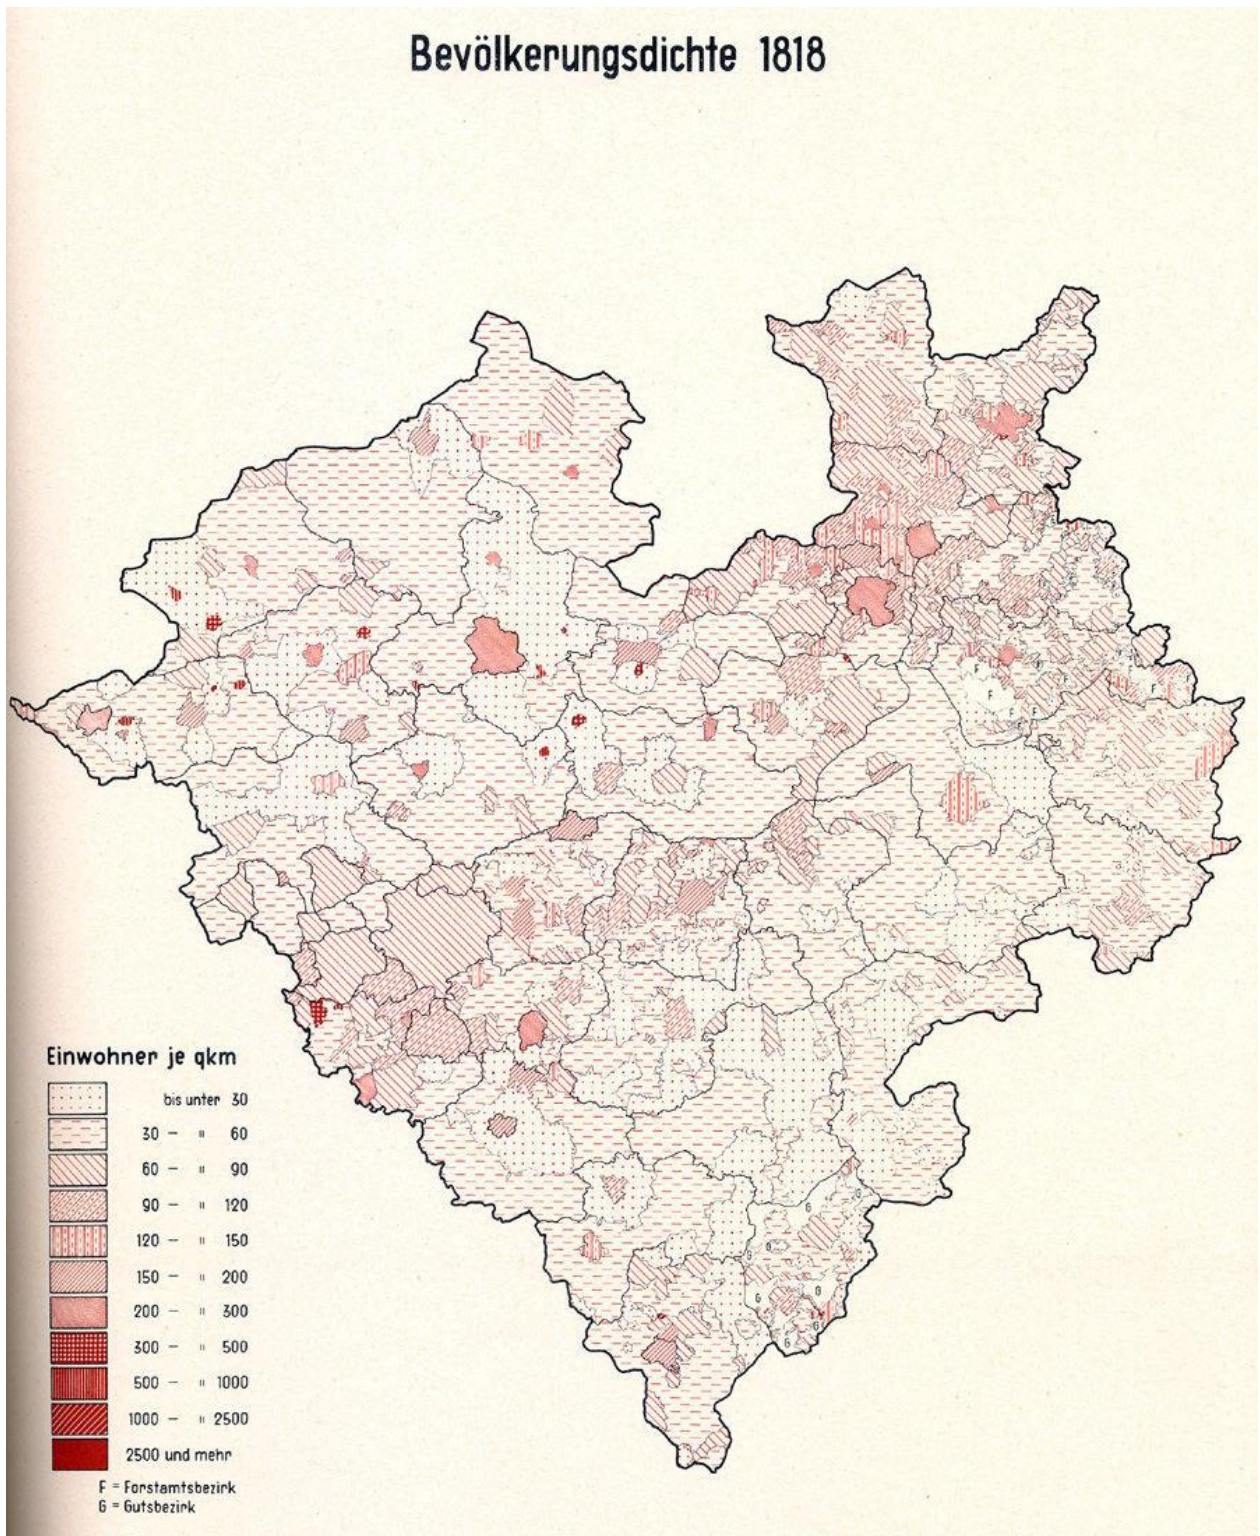 Bevölkerungsdichte 1818
Einwohner je qkm
bis unter 30
30 – " 60
60 – " 90
90 – " 120
120 – " 150
150 – " 200
200 – " 300
300 – " 500
500 – " 1000
1000 – " 2500
2500 und mehr
F = Forstamtsbezirk
G = Gutsbezirk
F
F
F
F
F
F
F
F
F
G
G
G
G
G
G
G
G